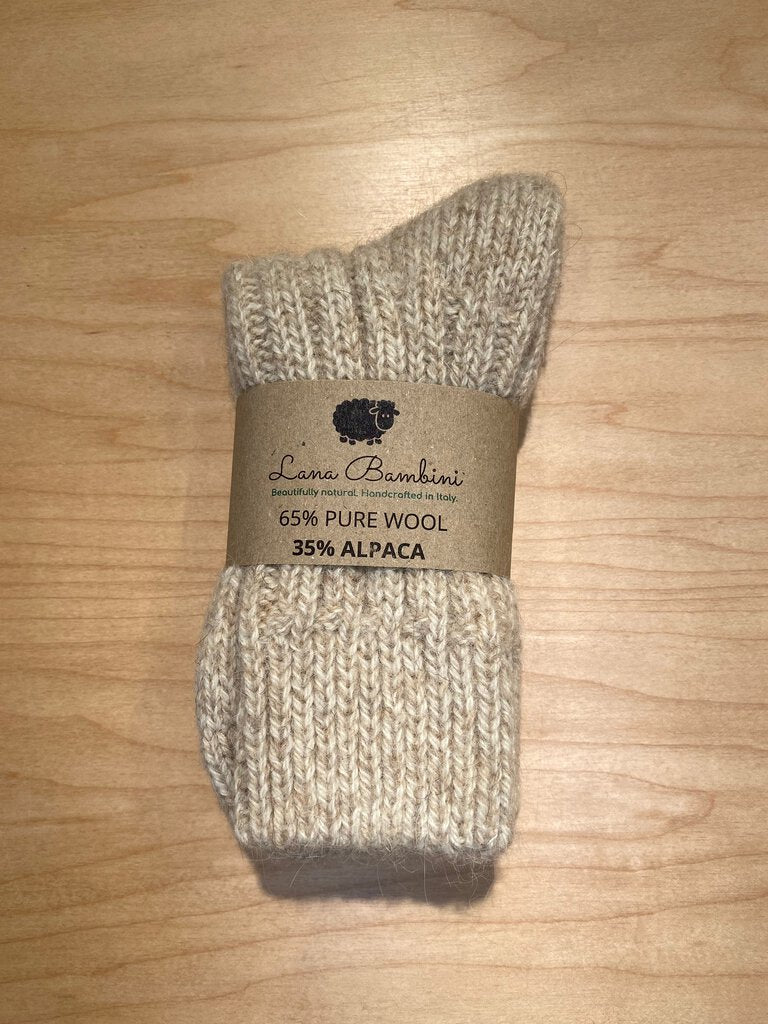 Lana Bambini
Beautifully natural. Handcrafted in Italy.
65% PURE WOOL
35% ALPACA